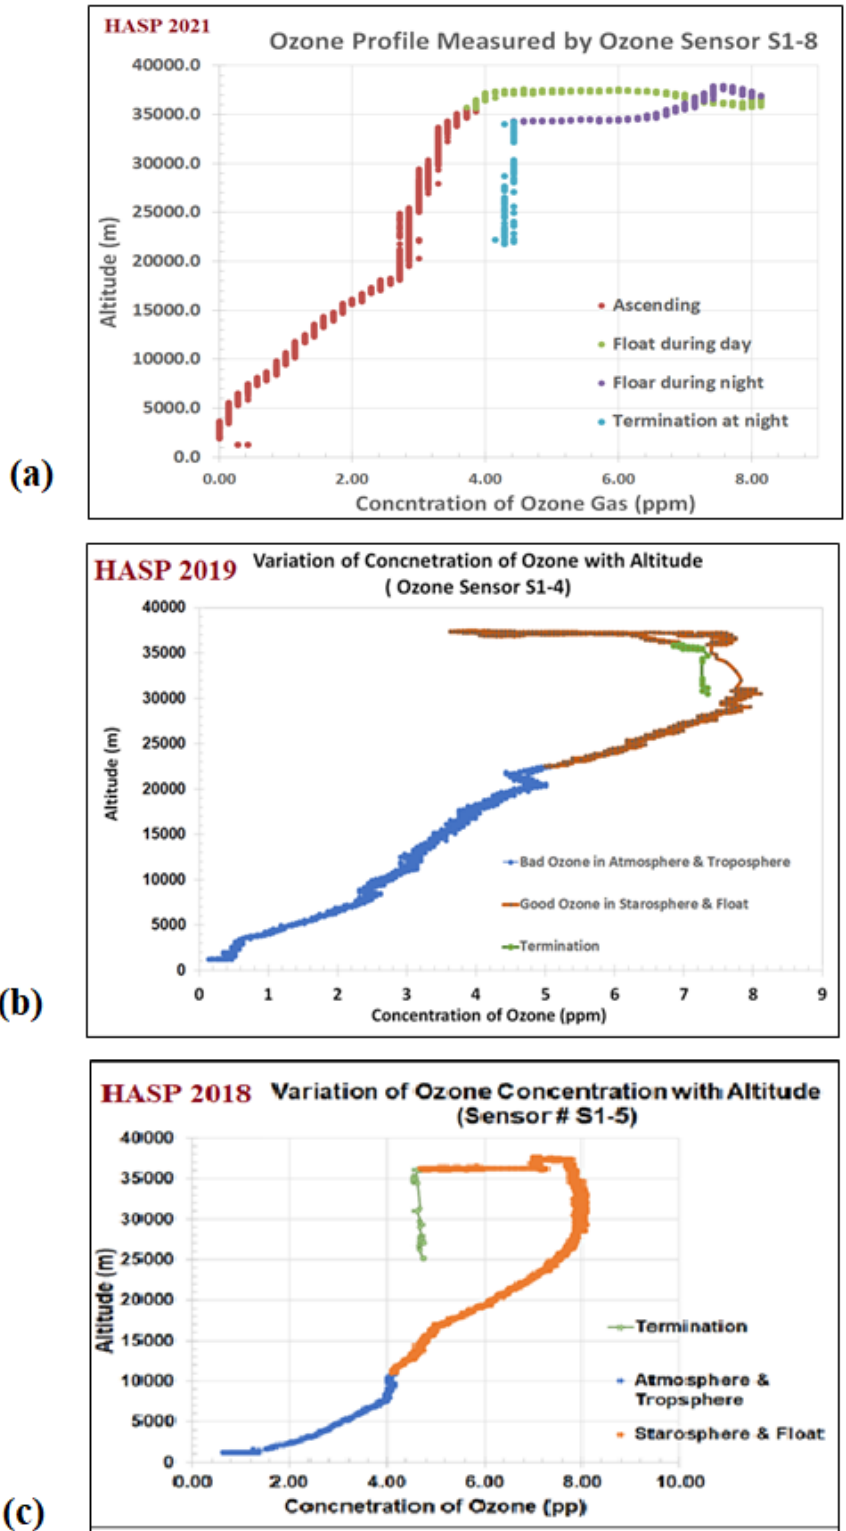 HASP 2021
Ozone Profile Measured by Ozone Sensor S1-8
40000.0
35000.0
30000.0
25000.0
20000.0
15000.0
10000.0
5000.0
0.0
Altitude (m)
Ascending
Float during day
Floar during night
Termination at night
0.00 2.00 4.00 6.00 8.00
Concntration of Ozone Gas (ppm)
(a)
HASP 2019
Variation of Concnetration of Ozone with Altitude
( Ozone Sensor S1-4)
40000
35000
30000
25000
20000
15000
10000
5000
0
Altitude (m)
Bad Ozone in Atmosphere & Troposphere
Good Ozone in Starosphere & Float
Termination
0 1 2 3 4 5 6 7 8 9
Concentration of Ozone (ppm)
(b)
HASP 2018
Variation of Ozone Concentration with Altitude
(Sensor # S1-5)
40000
35000
30000
25000
20000
15000
10000
5000
0
Altitude (m)
Termination
Atmosphere &
Tropsphere
Starosphere & Float
0.00 2.00 4.00 6.00 8.00 10.00
Concnetration of Ozone (pp)
(c)